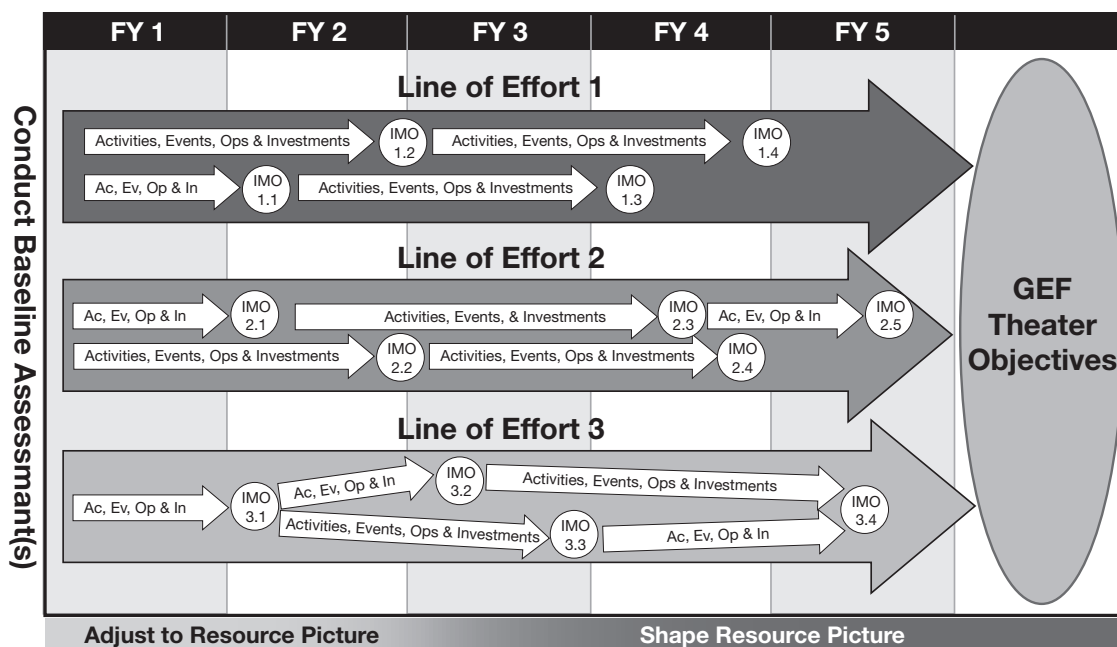 FY 1
FY 2
FY 3
FY 4
FY 5
Conduct Baseline Assessmant(s)
Line of Effort 1
Activities, Events, Ops & Investments
IMO
1.2
Activities, Events, Ops & Investments
IMO
1.4
Ac, Ev, Op & In
IMO
1.1
Activities, Events, Ops & Investments
IMO
1.3
Line of Effort 2
Ac, Ev, Op & In
IMO
2.1
Activities, Events, & Investments
IMO
2.3
Ac, Ev, Op & In
IMO
2.5
Activities, Events, Ops & Investments
IMO
2.2
Activities, Events, Ops & Investments
IMO
2.4
Line of Effort 3
Ac, Ev, Op & In
IMO
3.1
Ac, Ev, Op & In
IMO
3.2
Activities, Events, Ops & Investments
Activities, Events, Ops & Investments
IMO
3.3
Ac, Ev, Op & In
IMO
3.4
GEF
Theater
Objectives
Adjust to Resource Picture
Shape Resource Picture